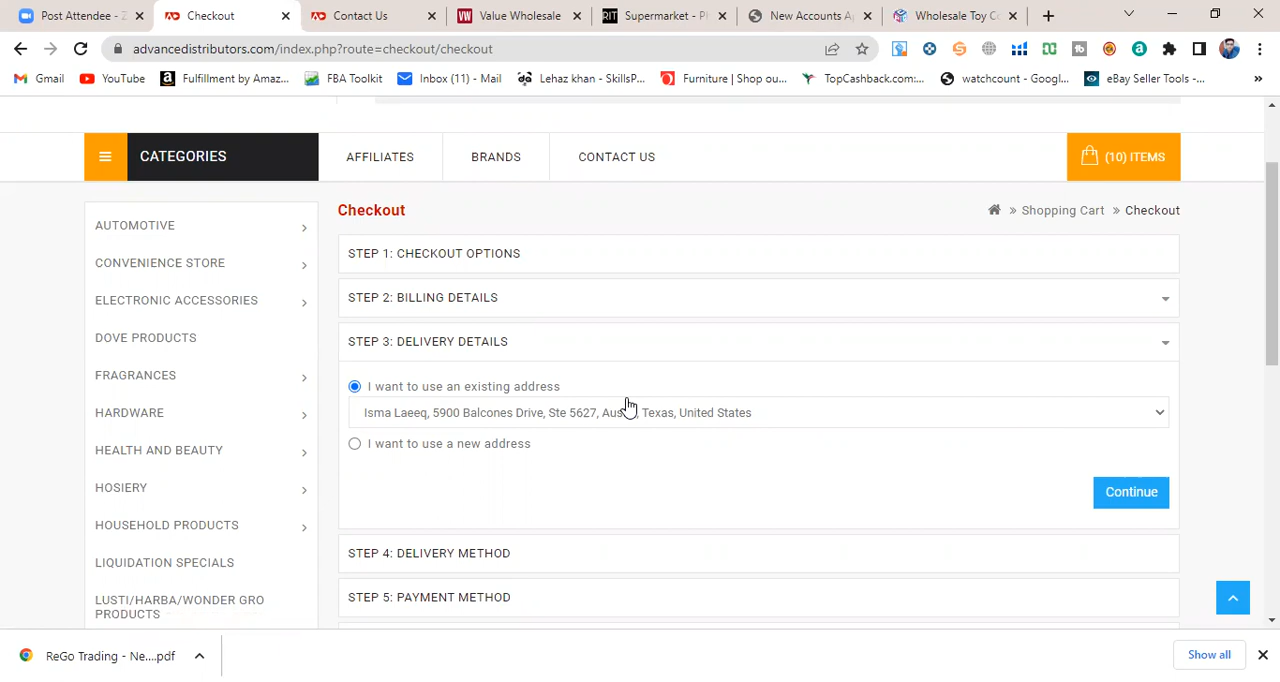 Post Attendee - Z
Checkout
Contact Us
Value Wholesale
RIT
Supermarket - P
New Accounts A
Wholesale Toy C
advancedistributors.com/index.php?route=checkout/checkout
Gmail
YouTube
Fulfillment by Amaz...
FBA Toolkit
Inbox (11) - Mail
Lehaz khan - SkillsP...
Furniture | Shop ou...
TopCashback.com:...
watchcount - Googl...
eBay Seller Tools -...
»
CATEGORIES
AFFILIATES
BRANDS
CONTACT US
(10) ITEMS
AUTOMOTIVE
CONVENIENCE STORE
ELECTRONIC ACCESSORIES
DOVE PRODUCTS
FRAGRANCES
HARDWARE
HEALTH AND BEAUTY
HOSIERY
HOUSEHOLD PRODUCTS
LIQUIDATION SPECIALS
LUSTI/HARBA/WONDER GRO
PRODUCTS
Checkout
» Shopping Cart » Checkout
STEP 1: CHECKOUT OPTIONS
STEP 2: BILLING DETAILS
STEP 3: DELIVERY DETAILS
I want to use an existing address
Isma Laeeq, 5900 Balcones Drive, Ste 5627, Texas, United States
I want to use a new address
Continue
STEP 4: DELIVERY METHOD
STEP 5: PAYMENT METHOD
ReGo Trading - Ne....pdf
Show all